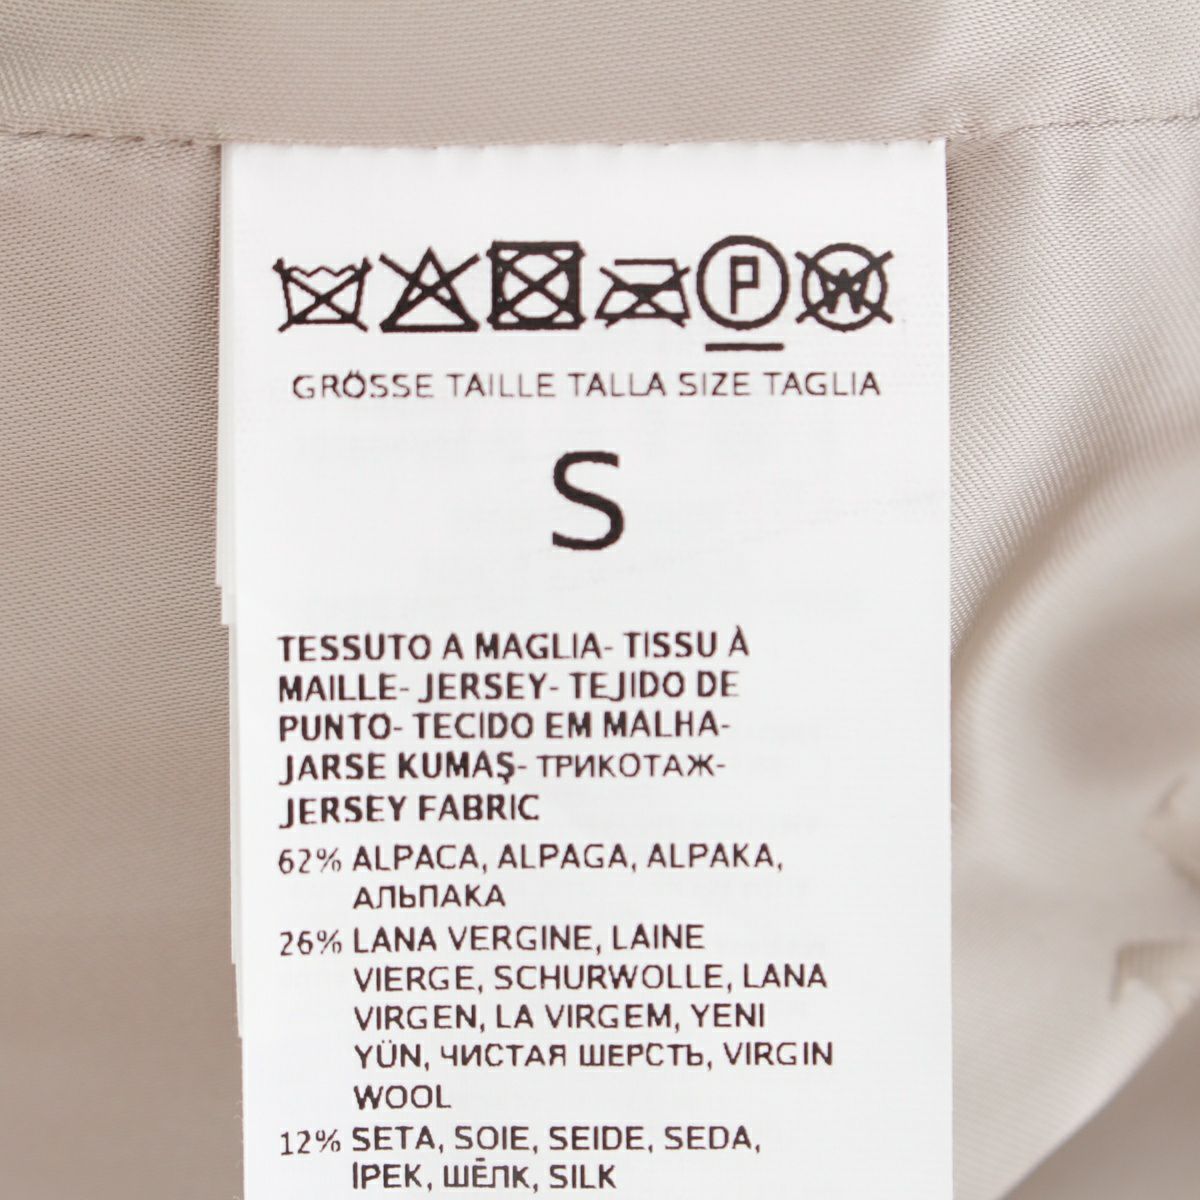 P W
GRÖSSE TAILLE TALLA SIZE TAGLIA
S
TESSUTO A MAGLIA- TISSU À
MAILLE- JERSEY- TEJIDO DE
PUNTO- TECIDO EM MALHA-
JARSE KUMAŞ- ТРИКОТАЖ-
JERSEY FABRIC
62% ALPACA, ALPAGA, ALPAKA,
АЛЬПАКА
26% LANA VERGINE, LAINE
VIERGE, SCHURWOLLE, LANA
VIRGEN, LA VIRGEM, YENI
YÜN, ЧИСТАЯ ШЕРСТЬ, VIRGIN
WOOL
12% SETA, SOIE, SEIDE, SEDA,
İPEK, ШЁЛК, SILK